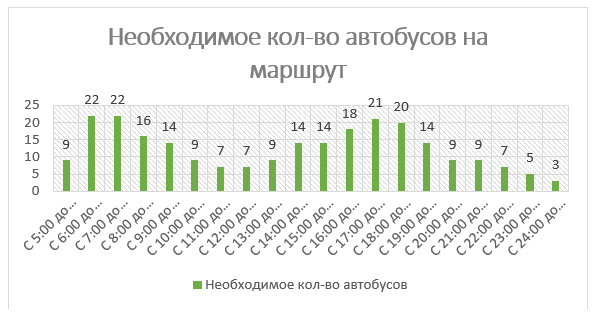 Необходимое кол-во автобусов на
маршрут
25
20
15
10
5
0
9
22
22
16
14
9
7
7
9
14
14
18
21
20
14
9
9
7
5
3
С 5:00 до...
С 6:00 до...
С 7:00 до...
С 8:00 до...
С 9:00 до...
С 10:00 до...
С 11:00 до...
С 12:00 до...
С 13:00 до...
С 14:00 до...
С 15:00 до...
С 16:00 до...
С 17:00 до...
С 18:00 до...
С 19:00 до...
С 20:00 до...
С 21:00 до...
С 22:00 до...
С 23:00 до...
С 24:00 до...
Необходимое кол-во автобусов